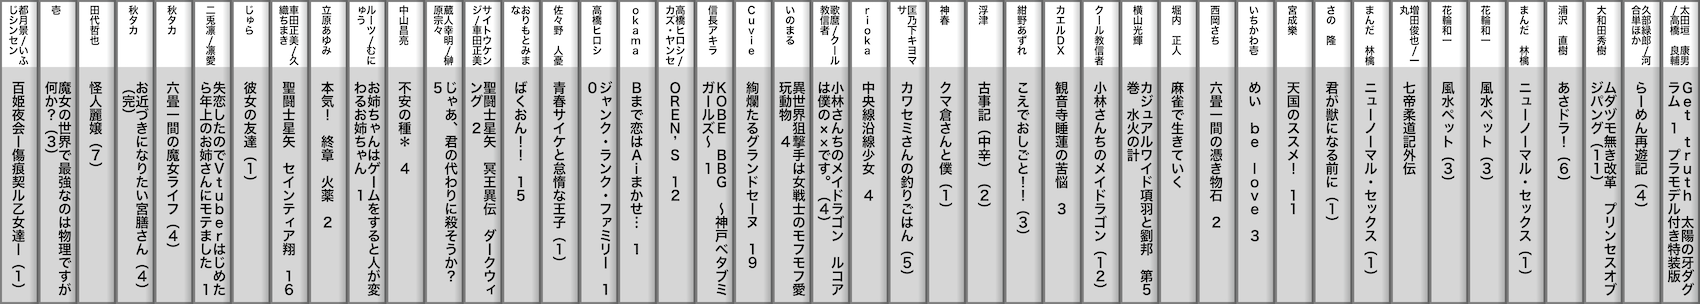 太田垣 康男
/高橋 良輔
Get truth 太陽の牙ダグ
ラム 1 プラモデル付き特装版
久部緑郎/河
合単ほか
らーめん再遊記（4）
大和田秀樹
ムダヅモ無き改革 プリンセスオブ
ジパング（11）
浦沢 直樹
あさドラ！（6）
まんだ 林檎
ニューノーマル・セックス（1）
花輪和一
風水ペット（3）
花輪和一
風水ペット（3）
増田俊也/一
丸
七帝柔道記外伝
まんだ 林檎
ニューノーマル・セックス（1）
さの 隆
君が獣になる前に（1）
宮成樂
天国のススメ！ 11
いちかわ壱
めい be love 3
西岡さち
六畳一間の憑き物石 2
堀内 正人
麻雀で生きていく
横山光輝
カジュアルワイド項羽と劉邦 第5
巻 水火の計
クール教信者
小林さんちのメイドラゴン（12）
カエルDX
観音寺睡蓮の苦悩 3
紺野あずれ
こえでおしごと！！（3）
浮津
古事記（中辛）（2）
神春
クマ倉さんと僕（1）
匡乃下キヨマ
サ
カワセミさんの釣りごはん（5）
rioka
中央線沿線少女 4
歌麿/クール
教信者
小林さんちのメイドラゴン ルコア
は僕の××です。（4）
いのまる
異世界狙撃手は女戦士のモフモフ愛
玩動物 4
Cuvie
絢爛たるグランドセーヌ 19
信長アキラ
KOBE BBG ～神戸ベタブミ
ガールズ～ 1
高橋ヒロシ/
カズ・ヤンセ
OREN'S 12
okama
Bまで恋はAiまかせ… 1
高橋ヒロシ
ジャンク・ランク・ファミリー 1
0
佐々野 人憂
青春サイケと怠惰な王子（1）
おりもとみま
な
ばくおん！！ 15
サイトウケン
ジ/車田正美
聖闘士星矢 冥王異伝 ダークウィ
ング 2
蔵人幸明/榊
原宗々
じゃあ、君の代わりに殺そうか？
5
中山昌亮
不安の種＊ 4
ルーツ/むに
ゅう
お姉ちゃんはゲームをすると人が変
わるお姉ちゃん 1
立原あゆみ
本気！ 終章 火薬 2
車田正美/久
織ちまき
聖闘士星矢 セインティア翔 16
じゅら
彼女の友達（1）
二兎凛/凛愛
失恋したのでVtuberはじめた
ら年上のお姉さんにモテました 1
秋タカ
六畳一間の魔女ライフ（4）
秋タカ
お近づきになりたい宮膳さん（4）
（完）
田代哲也
怪人麗嬢（7）
壱
魔女の世界で最強なのは物理ですが
何か？（3）
都月景/いふ
じシンセン
百姫夜会ー傷痕契ル乙女達ー（1）